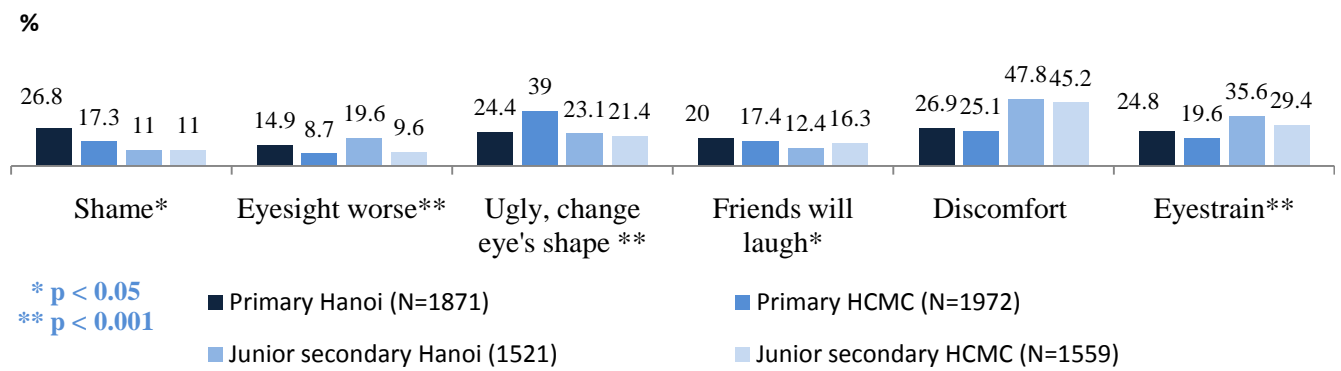 %
26.8 17.3 11 11
14.9 8.7 19.6 9.6
24.4 39 23.1 21.4
20 17.4 12.4 16.3
26.9 25.1 47.8 45.2
24.8 19.6 35.6 29.4
Shame*
Eyesight worse**
Ugly, change
eye's shape **
Friends will
laugh*
Discomfort
Eyestrain**
* p < 0.05
** p < 0.001
Primary Hanoi (N=1871)
Primary HCMC (N=1972)
Junior secondary Hanoi (1521)
Junior secondary HCMC (N=1559)